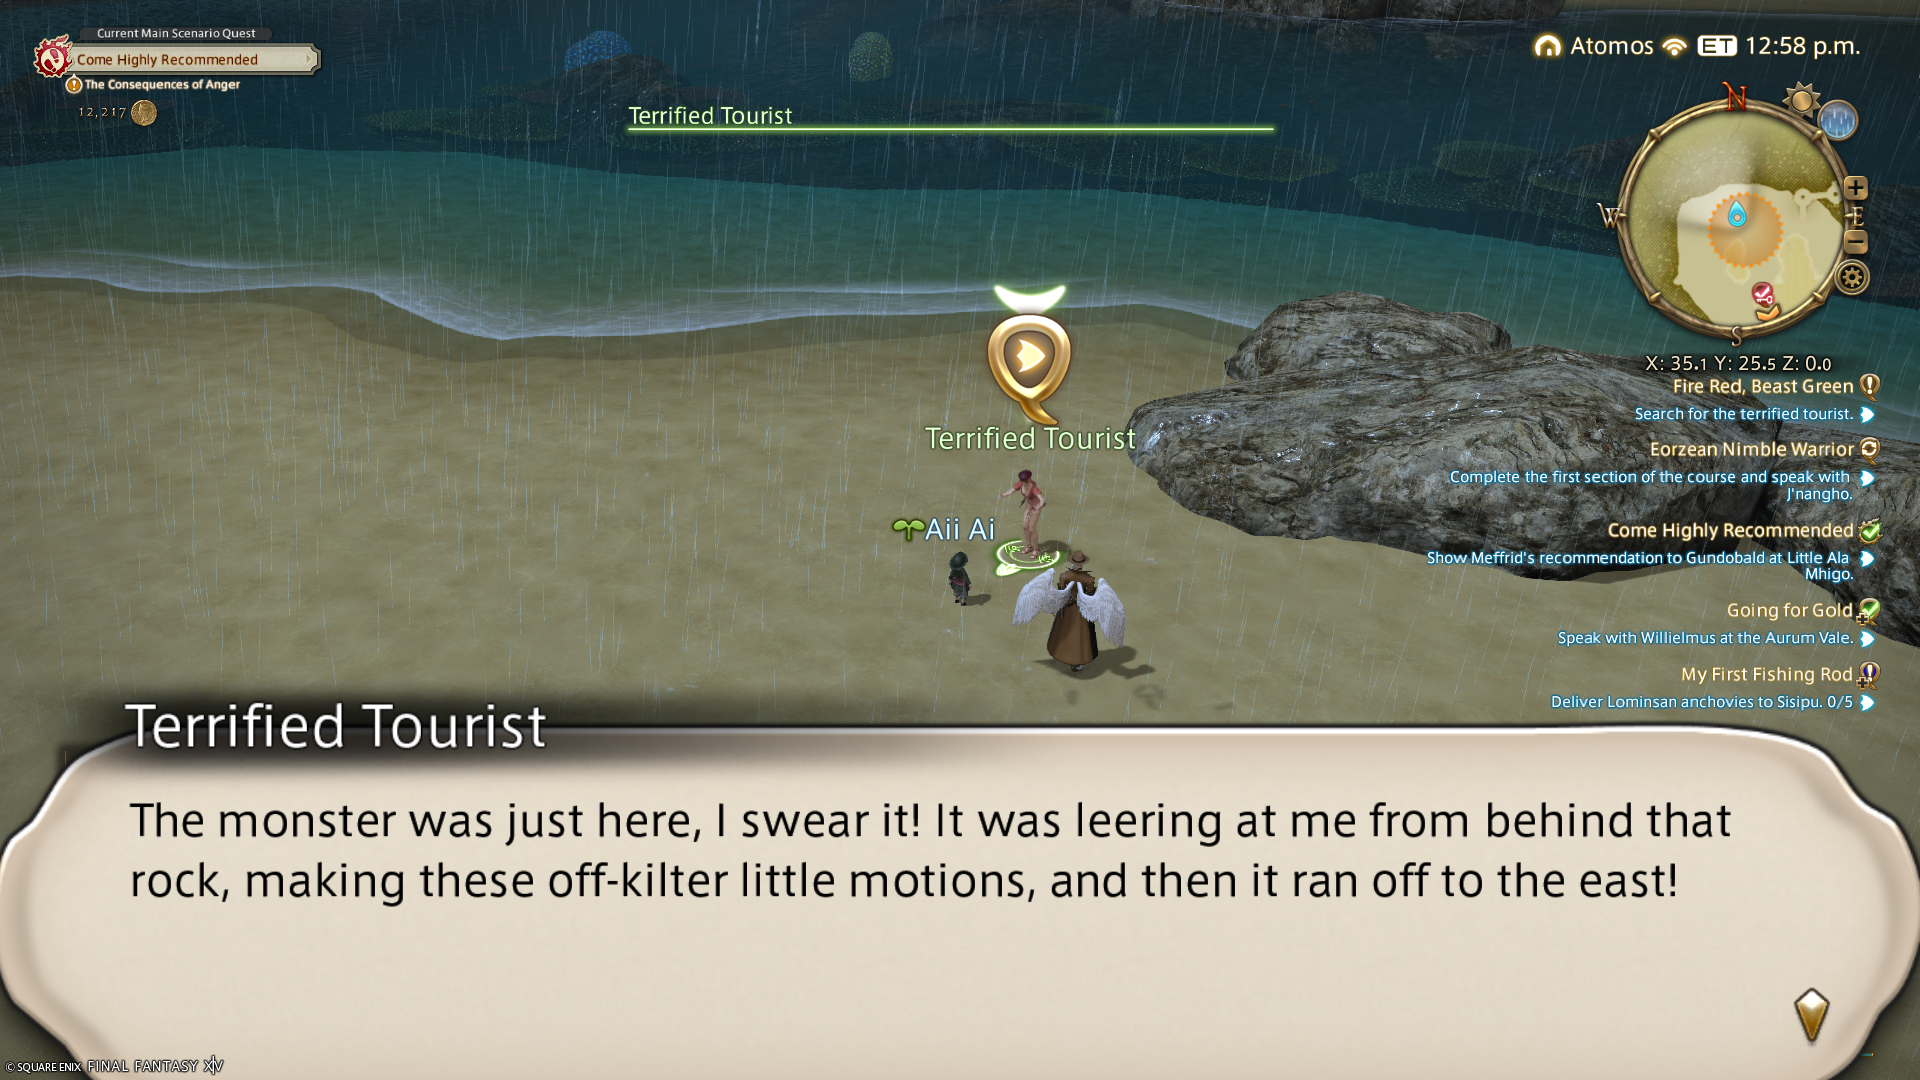 Current Main Scenario Quest
Come Highly Recommended
The Consequences of Anger
12,217
Terrified Tourist
Atomos ET 12:58 p.m.
N
W
E
S
X: 35.1 Y: 25.5 Z: 0.0
Fire Red, Beast Green
Search for the terrified tourist.
Eorzean Nimble Warrior
Complete the first section of the course and speak with
J'nangho.
Come Highly Recommended
Show Meffrid's recommendation to Gundobald at Little Ala
Mhigo.
Going for Gold
Speak with Willielmus at the Aurum Vale.
My First Fishing Rod
Deliver Lominsan anchovies to Sisipu. 0/5
Terrified Tourist
Aii Ai
Terrified Tourist
The monster was just here, I swear it! It was leering at me from behind that
rock, making these off-kilter little motions, and then it ran off to the east!
© SQUARE ENIX FINAL FANTASY XIV